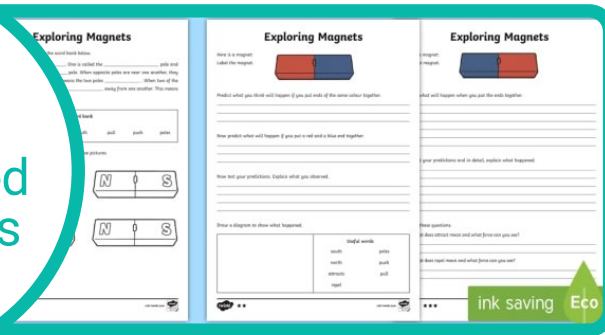 Exploring Magnets
the word bank below.
One is called the pole and
pole. When opposite poles are near one another, they
means the two poles . When two of the
away from one another. This means
word bank
pull push poles
pictures.
N S
N S
d
s
Exploring Magnets
Here is a magnet.
Label the magnet.
Predict what you think will happen if you put ends of the same colour together.
Now predict what will happen if you put a red and a blue end together.
Now test your predictions. Explain what you observed.
Draw a diagram to show what happened.
Useful words
south poles
north push
attracts pull
repel
twinkl
Exploring Magnets
magnet.
magnet.
what will happen when you put the ends together.
your predictions and in detail, explain what happened.
these questions
does attract mean and what force can you use?
does repel mean and what force can you use?
ink saving Eco